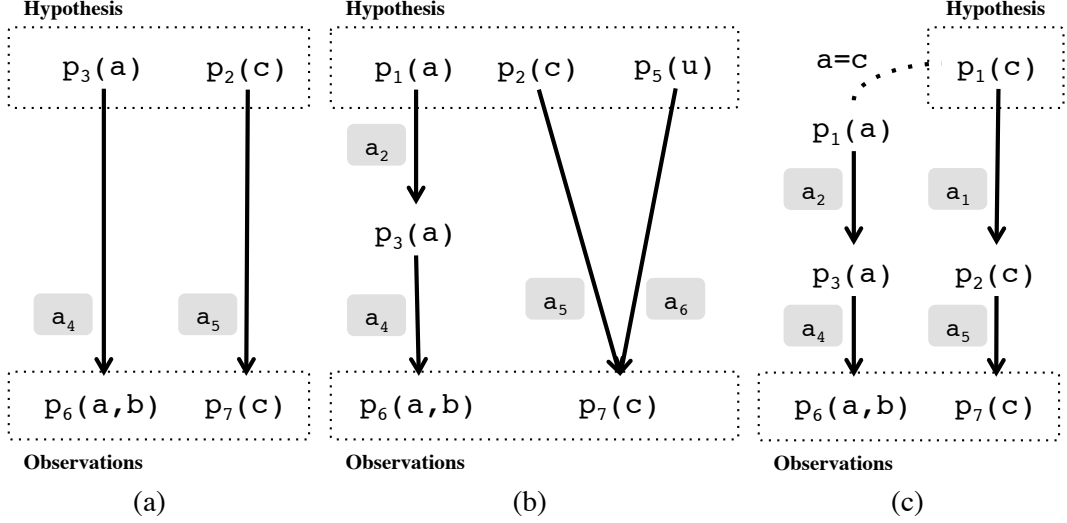 Hypothesis
p₃(a) p₂(c)
a₄ a₅
p₆(a,b) p₇(c)
Observations
(a)
Hypothesis
p₁(a) p₂(c) p₅(u)
a₂
p₃(a)
a₄ a₅ a₆
p₆(a,b) p₇(c)
Observations
(b)
Hypothesis
a=c p₁(c)
p₁(a)
a₂ a₁
p₃(a) p₂(c)
a₄ a₅
p₆(a,b) p₇(c)
Observations
(c)